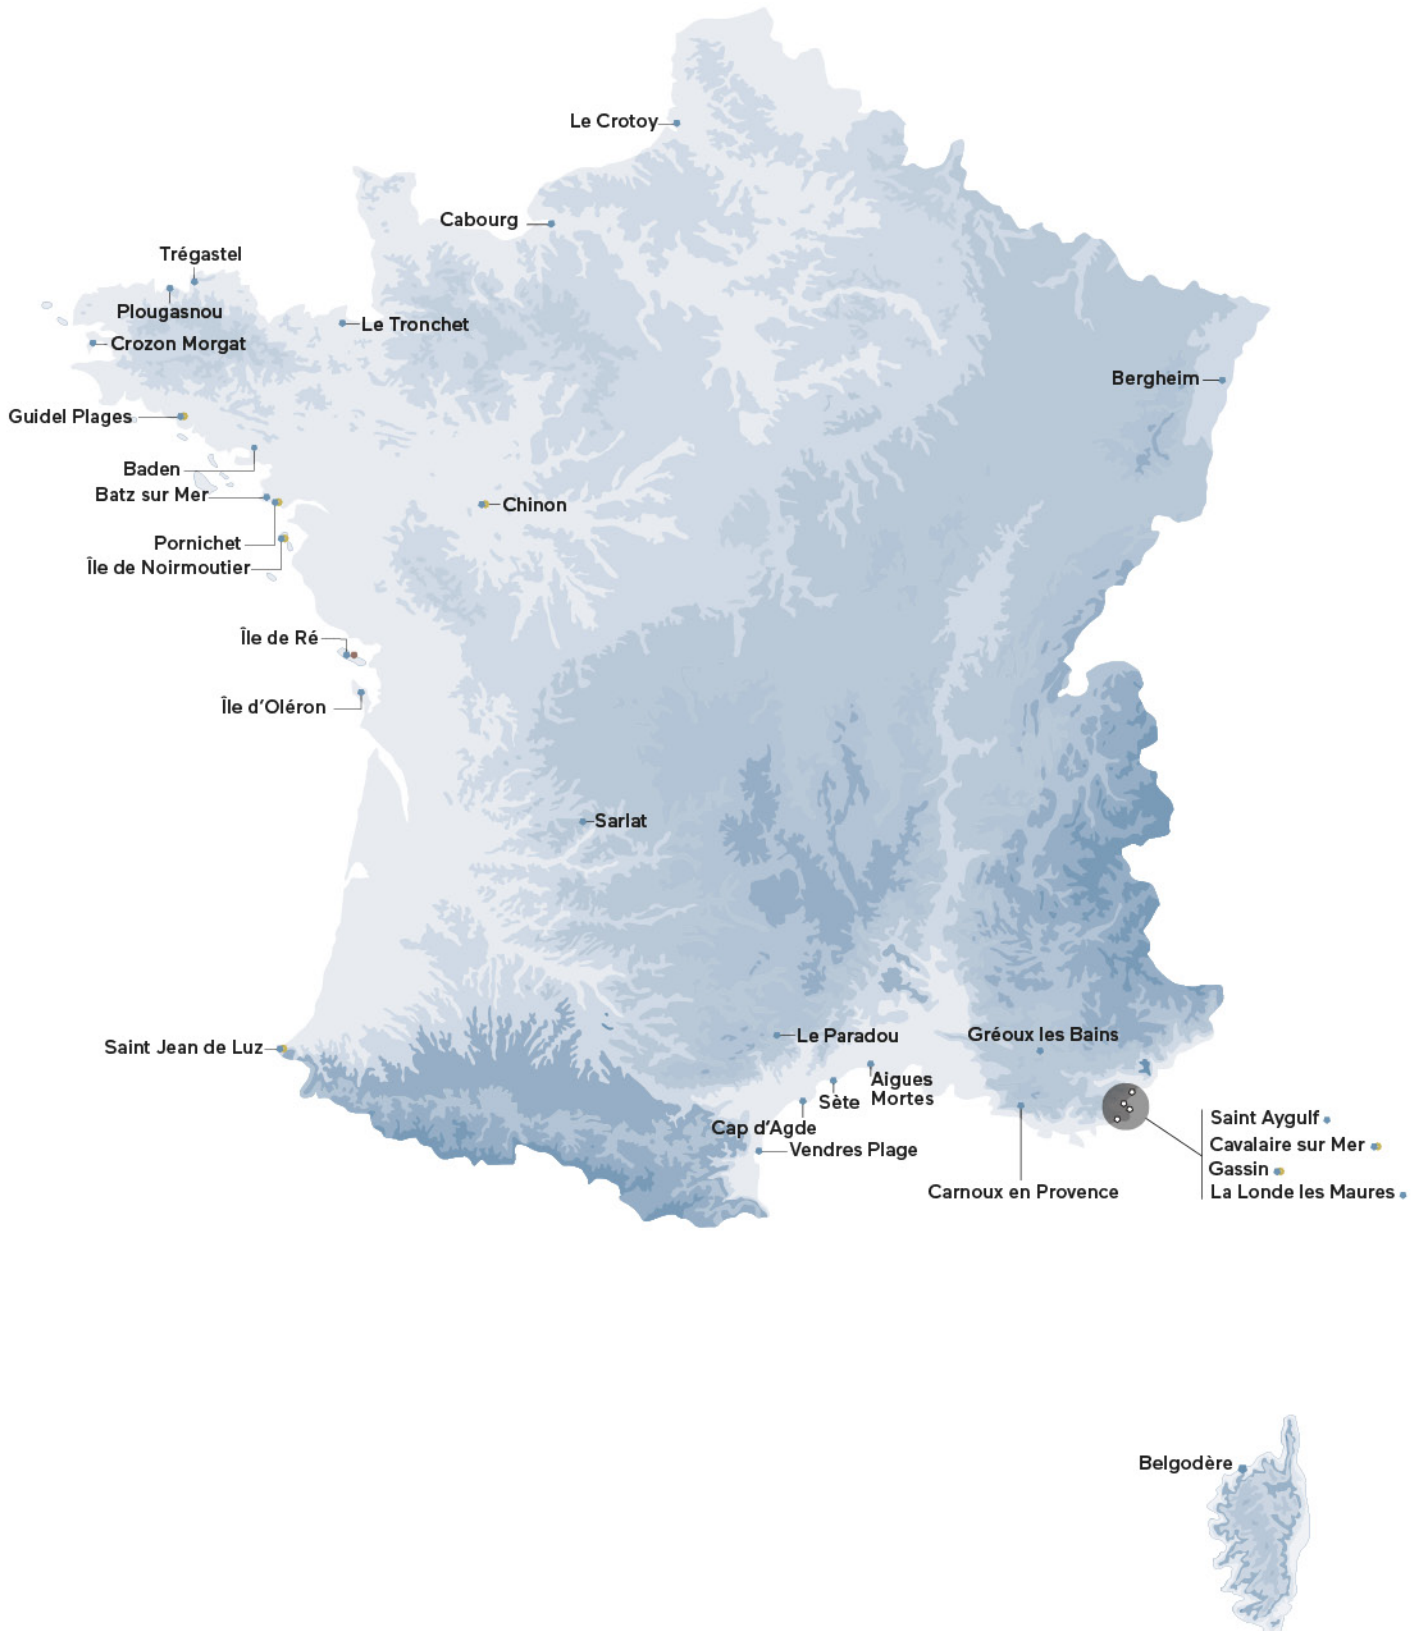 Le Crotoy
Cabourg
Trégastel
Plougasnou
Le Tronchet
Crozon Morgat
Bergheim
Guidel Plages
Baden
Batz sur Mer
Chinon
Pornichet
Île de Noirmoutier
Île de Ré
Île d'Oléron
Sarlat
Saint Jean de Luz
Le Paradou
Gréoux les Bains
Aigues
Mortes
Sète
Cap d'Agde
Vendres Plage
Carnoux en Provence
Saint Aygulf
Cavalaire sur Mer
Gassin
La Londe les Maures
Belgodère